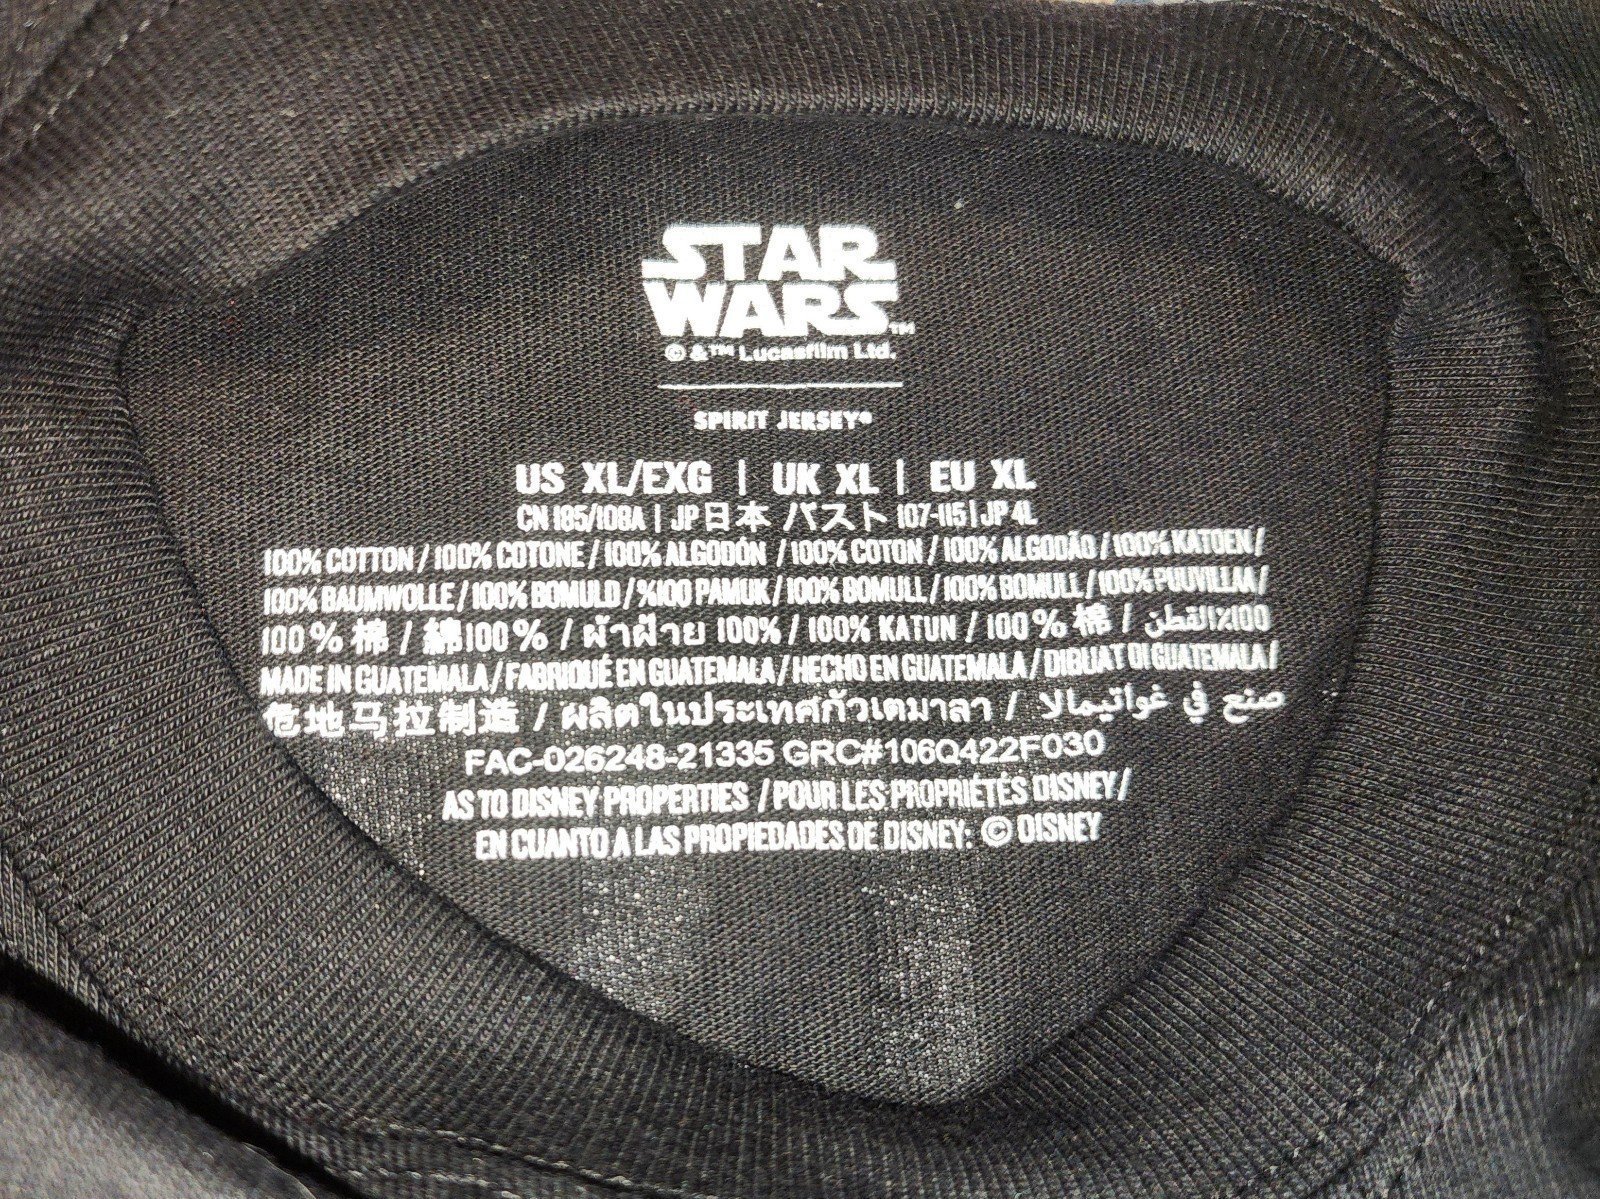 STAR
WARS™
© &™ Lucasfilm Ltd.
SPIRIT JERSEY®
US XL/EXG | UK XL | EU XL
CN 185/108A | JP 日本 バスト 107-115 | JP 4L
100% COTTON / 100% COTONE / 100% ALGODÓN / 100% COTON / 100% ALGODÃO / 100% KATOEN /
100% BAUMWOLLE / 100% BOMULD / %100 PAMUK / 100% BOMULL / 100% BOMULL / 100% PUUVILLAA /
100% 棉 / 綿100% / ผ้าฝ้าย 100% / 100% KATUN / 100% 棉 / 100٪القطن
MADE IN GUATEMALA / FABRIQUÉ EN GUATEMALA / HECHO EN GUATEMALA / DIBUAT DI GUATEMALA /
危地马拉制造 / ผลิตในประเทศกัวเตมาลา / صنع في غواتيمالا
FAC-026248-21335 GRC#106Q422F030
AS TO DISNEY PROPERTIES / POUR LES PROPRIÉTÉS DISNEY /
EN CUANTO A LAS PROPIEDADES DE DISNEY: © DISNEY